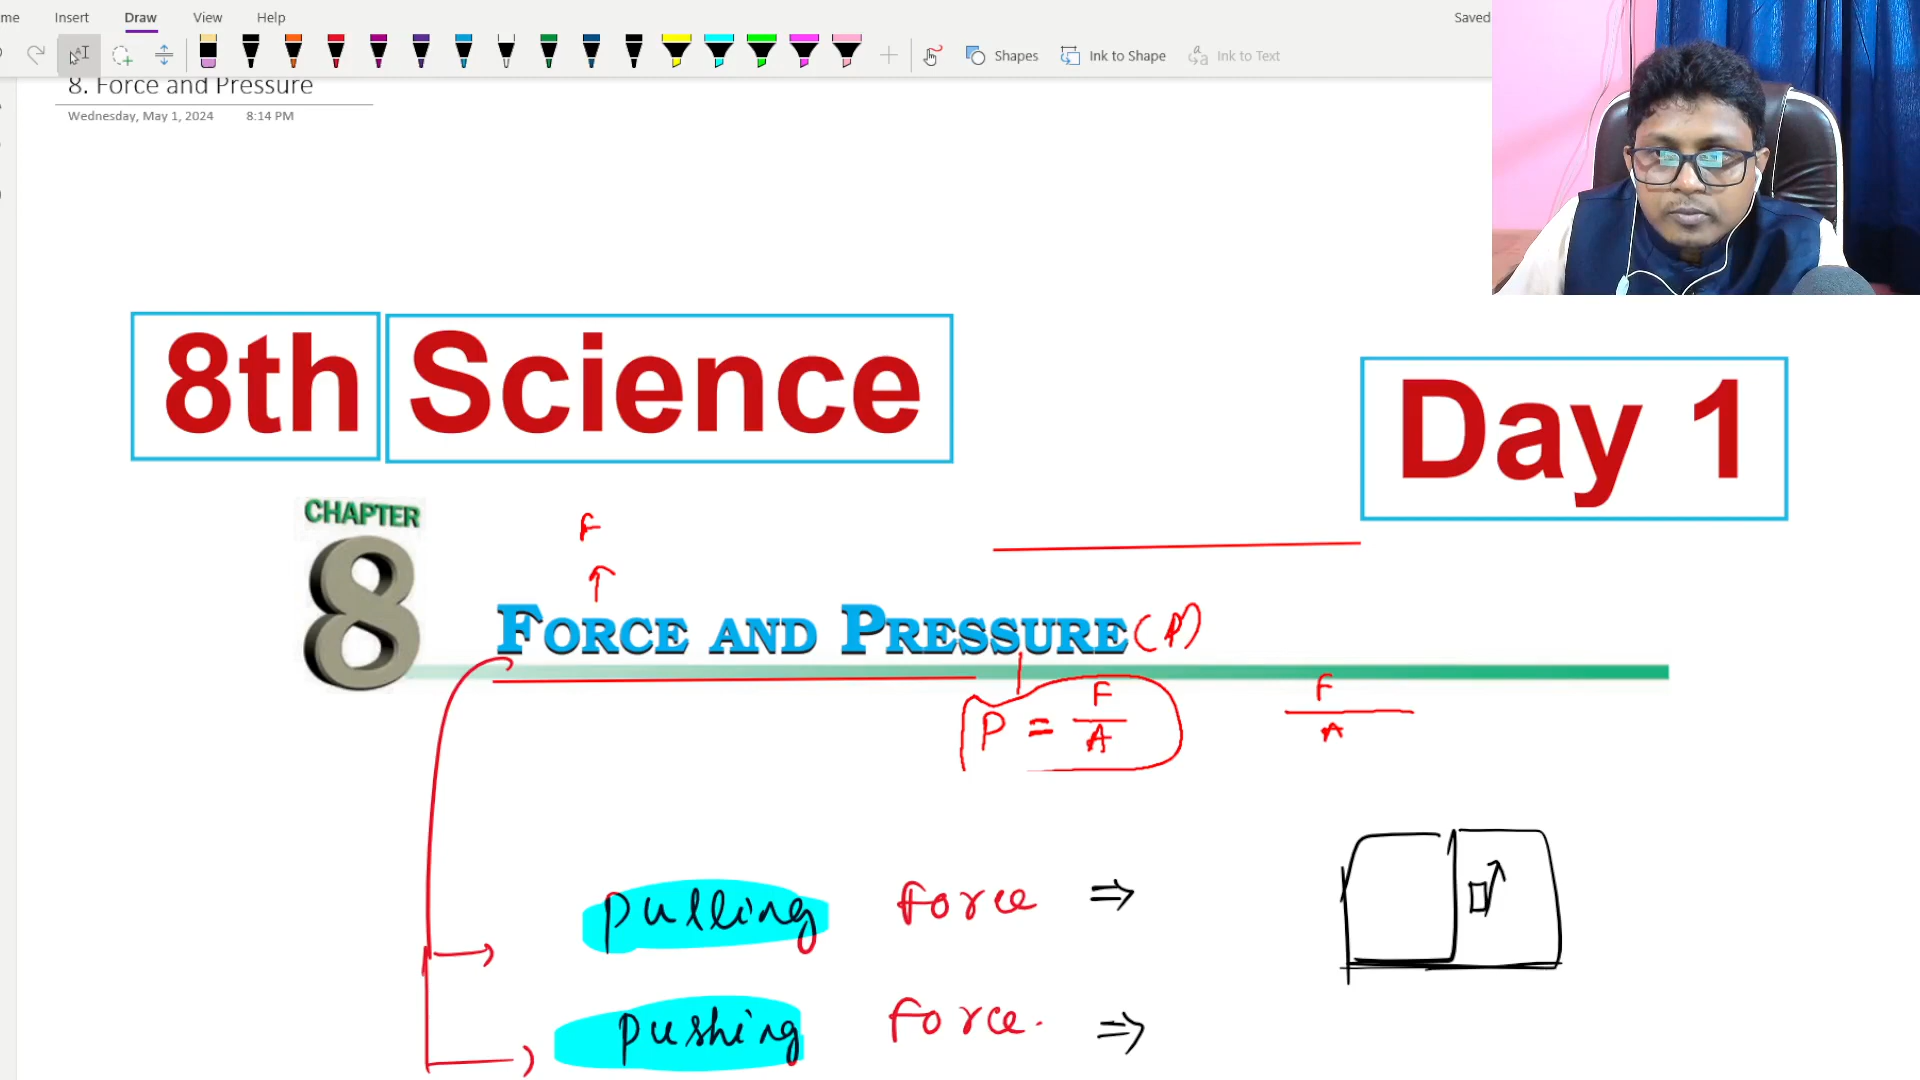 Insert Draw View Help
Saved
Shapes Ink to Shape Ink to Text
8. Force and Pressure
Wednesday, May 1, 2024 8:14 PM
8th Science
Day 1
CHAPTER
8
F
↑
FORCE AND PRESSURE (P)
P = F/A
F/A
pulling force ⇒
pushing force. ⇒